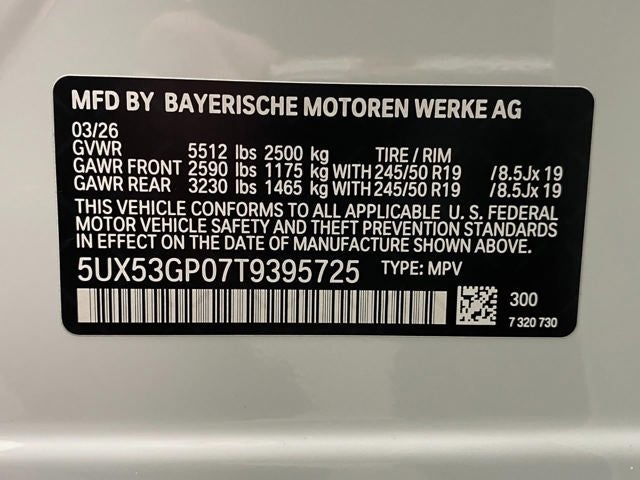 MFD BY BAYERISCHE MOTOREN WERKE AG
03/26
GVWR 5512 lbs 2500 kg TIRE / RIM
GAWR FRONT 2590 lbs 1175 kg WITH 245/50 R19 /8.5Jx 19
GAWR REAR 3230 lbs 1465 kg WITH 245/50 R19 /8.5Jx 19
THIS VEHICLE CONFORMS TO ALL APPLICABLE U. S. FEDERAL
MOTOR VEHICLE SAFETY AND THEFT PREVENTION STANDARDS
IN EFFECT ON THE DATE OF MANUFACTURE SHOWN ABOVE.
5UX53GP07T9395725 TYPE: MPV
300
7 320 730